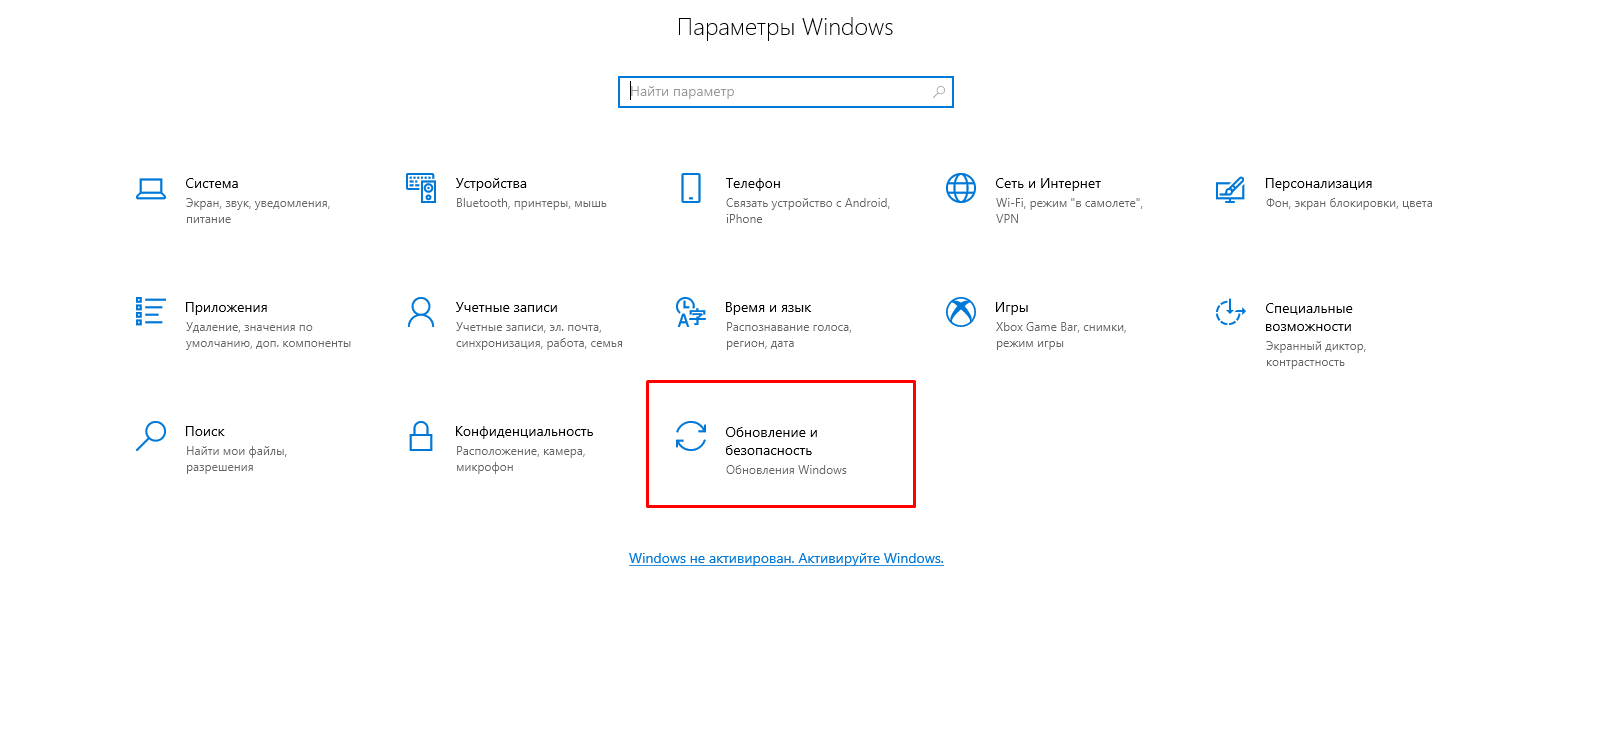 Параметры Windows
Найти параметр
Система
Экран, звук, уведомления,
питание
Устройства
Bluetooth, принтеры, мышь
Телефон
Связать устройство с Android,
iPhone
Сеть и Интернет
Wi-Fi, режим "в самолете",
VPN
Персонализация
Фон, экран блокировки, цвета
Приложения
Удаление, значения по
умолчанию, доп. компоненты
Учетные записи
Учетные записи, эл. почта,
синхронизация, работа, семья
Время и язык
Распознавание голоса,
регион, дата
Игры
Xbox Game Bar, снимки,
режим игры
Специальные
возможности
Экранный диктор,
контрастность
Поиск
Найти мои файлы,
разрешения
Конфиденциальность
Расположение, камера,
микрофон
Обновление и
безопасность
Обновления Windows
Windows не активирован. Активируйте Windows.